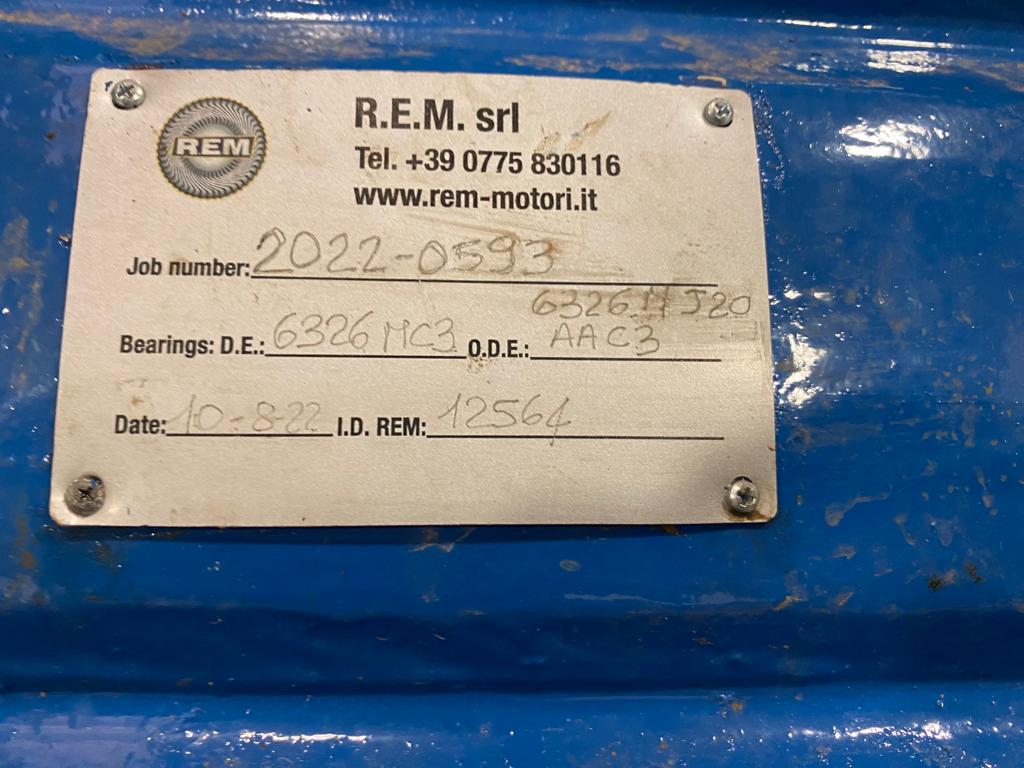 REM
R.E.M. srl
Tel. +39 0775 830116
www.rem-motori.it
Job number: 2022-0593
6326 M J20
Bearings: D.E.: 6326 MC3 O.D.E.: AAC3
Date: 10-8-22 I.D. REM: 12564